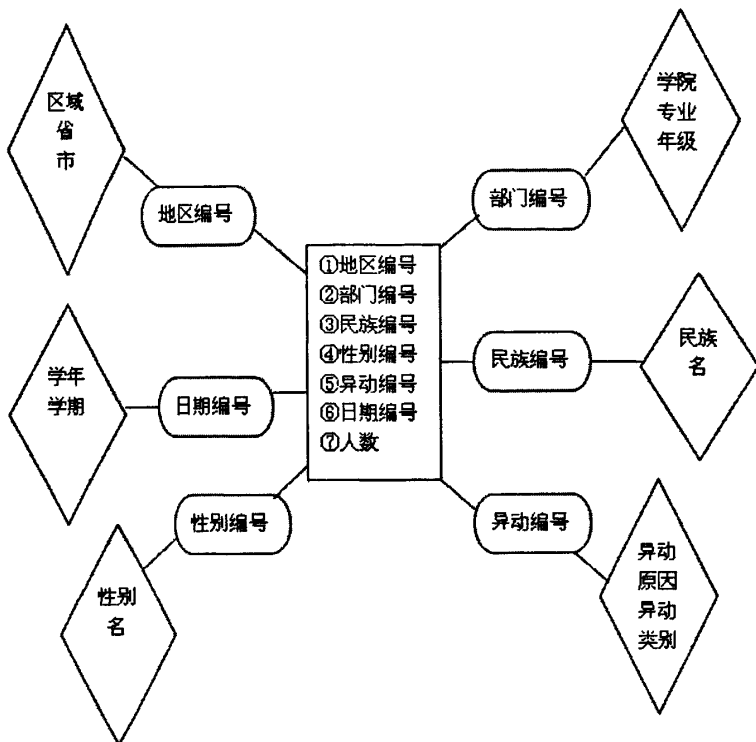 区域
省
市
地区编号
学院
专业
年级
部门编号
①地区编号
②部门编号
③民族编号
④性别编号
⑤异动编号
⑥日期编号
⑦人数
学年
学期
日期编号
民族编号
民族
名
性别编号
性别
名
异动编号
异动
原因
异动
类别